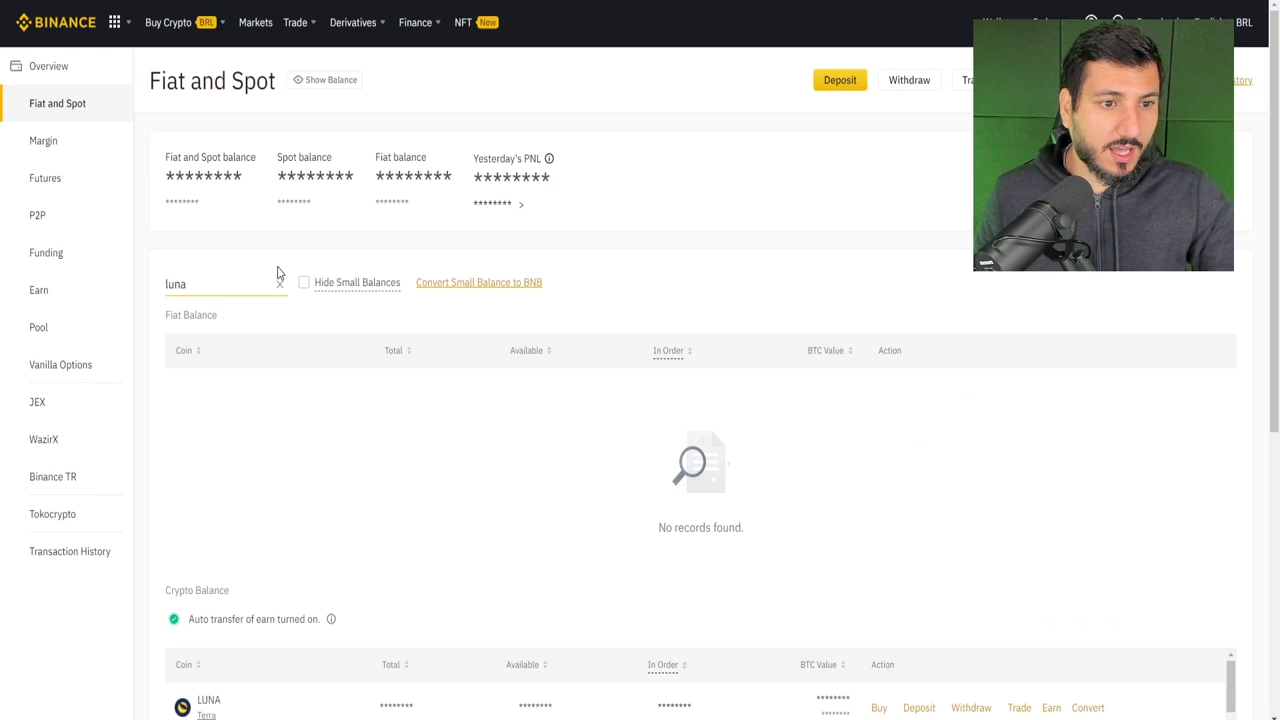 BINANCE Buy Crypto BRL Markets Trade Derivatives Finance NFT New BRL
Overview
Fiat and Spot
Margin
Futures
P2P
Funding
Earn
Pool
Vanilla Options
JEX
WazirX
Binance TR
Tokocrypto
Transaction History
Fiat and Spot Show Balance Deposit Withdraw
Fiat and Spot balance Spot balance Fiat balance Yesterday's PNL
******** ******** ******** ********
******** ******** ******** ******** >
luna Hide Small Balances Convert Small Balance to BNB
Fiat Balance
Coin Total Available In Order BTC Value Action
No records found.
Crypto Balance
Auto transfer of earn turned on.
Coin Total Available In Order BTC Value Action
LUNA ******** ******** ******** ******** Buy Deposit Withdraw Trade Earn Convert
Terra ********